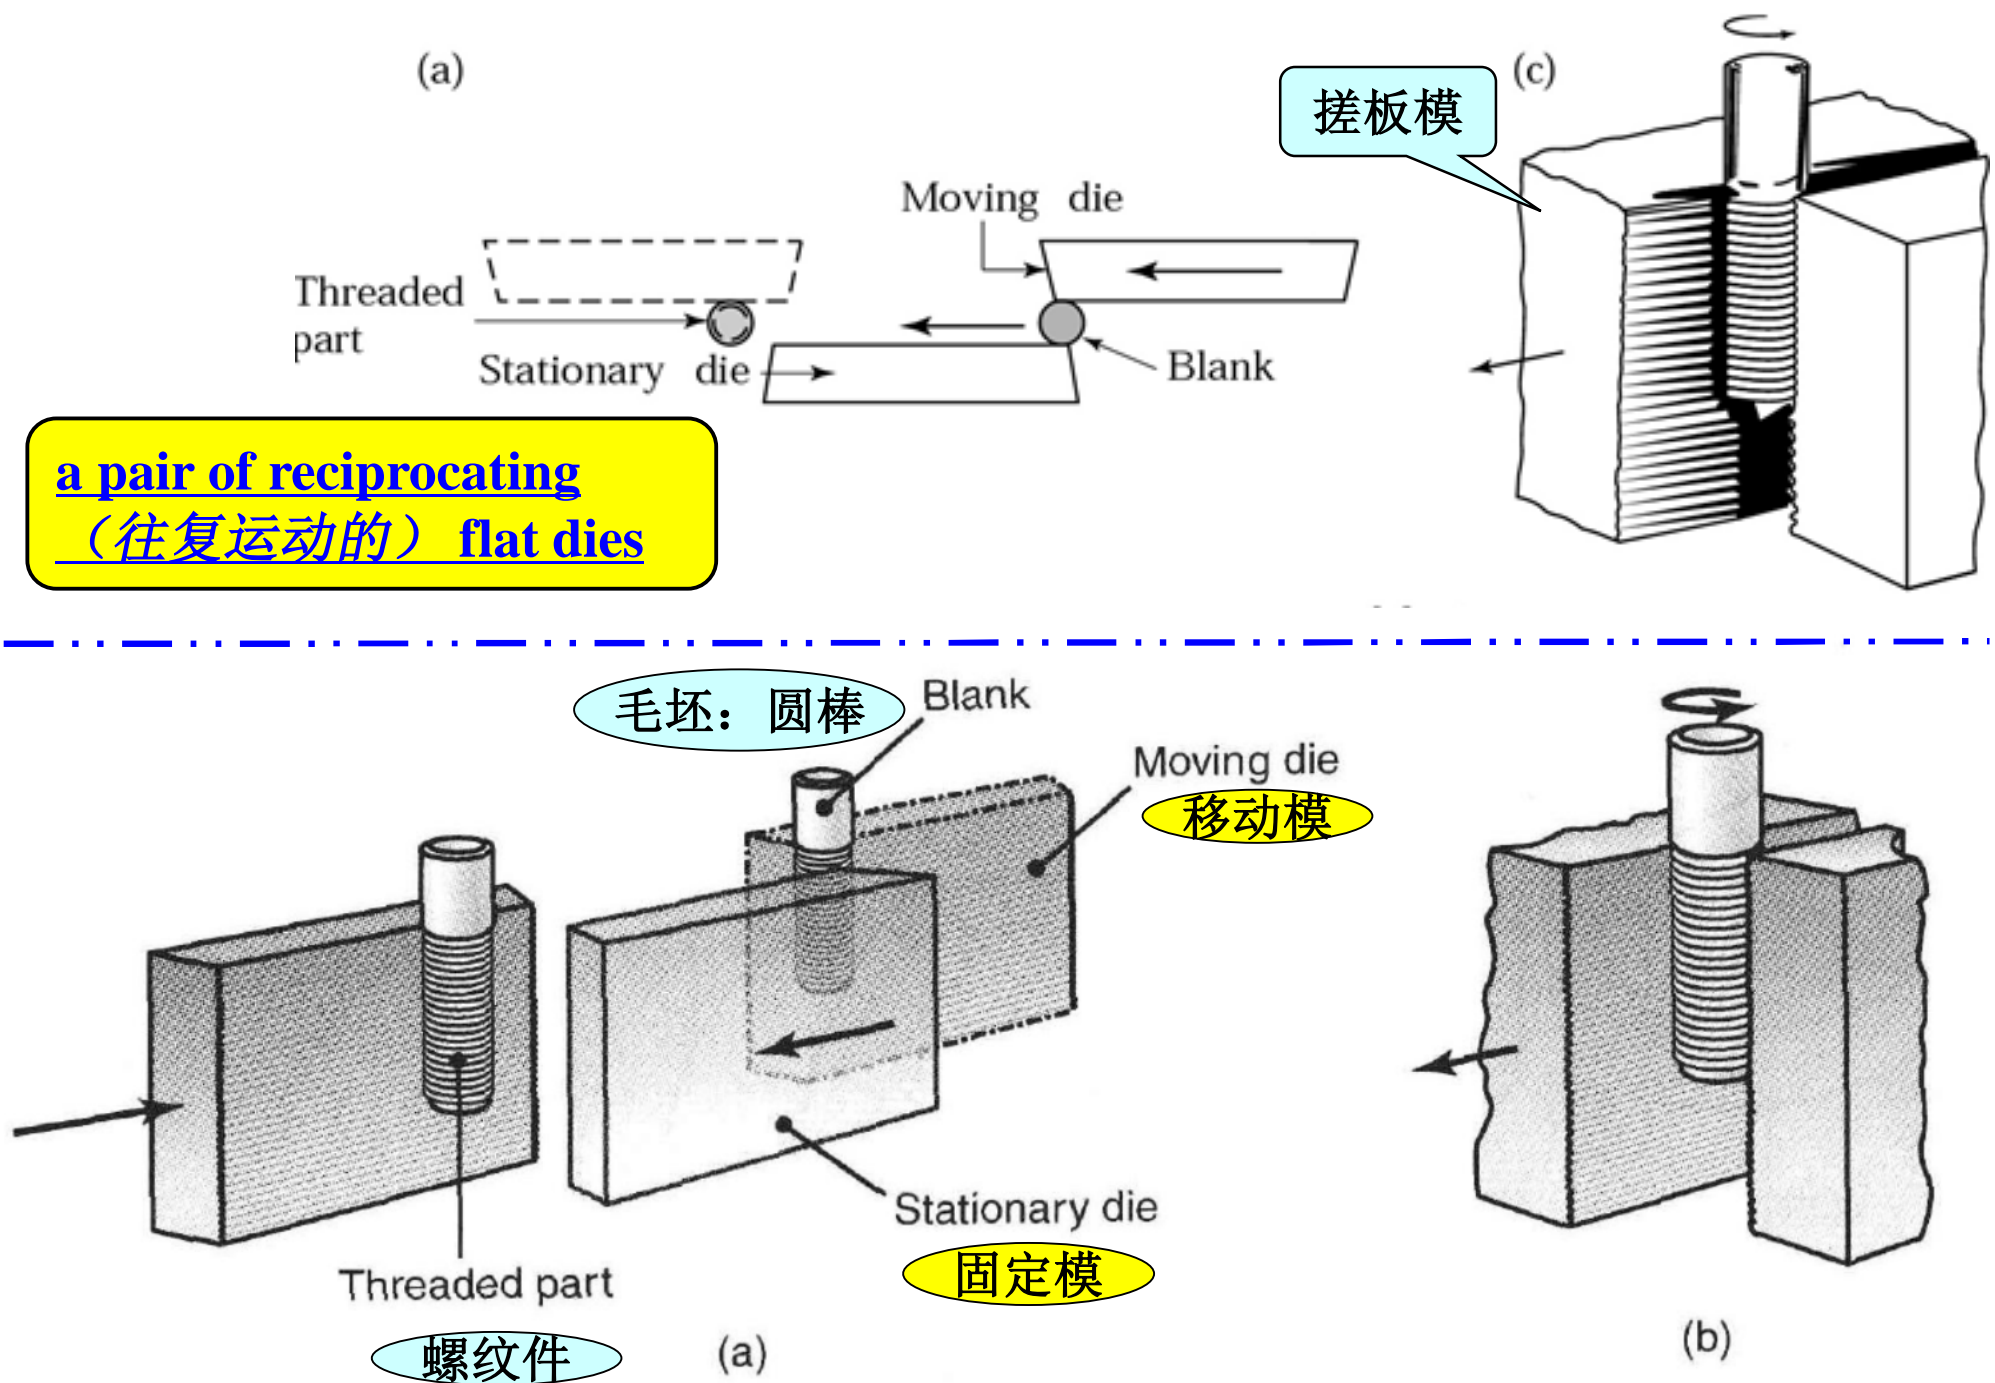 (a)
(c)
搓板模
Moving die
Threaded
part
Stationary die
Blank
a pair of reciprocating
（往复运动的） flat dies
毛坯：圆棒
Blank
Moving die
移动模
Stationary die
固定模
Threaded part
螺纹件
(a)
(b)